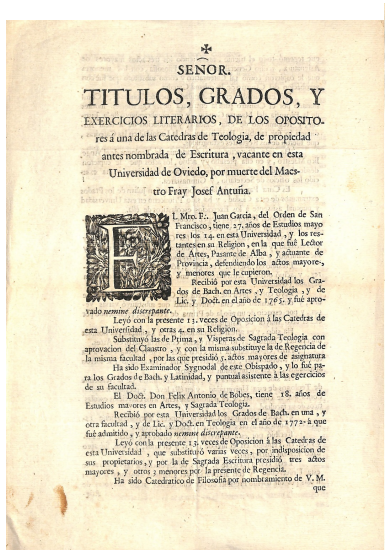 SEÑOR.
TITULOS, GRADOS, Y
EXERCICIOS LITERARIOS, DE LOS OPOSITO-
res á una de las Catedras de Teologia, de propiedad
antes nombrada de Escritura, vacante en esta
Universidad de Oviedo, por muerte del Maes-
tro Fray Josef Antuña.
EL Mro. F.. Juan Garcia, del Orden de San
Francisco, tiene 27. años de Estudios mayo
res los 14. en esta Universidad, y los res-
tantes en su Religion, en la que fué Lector
de Artes, Pasante de Alba, y actuante de
Provincia, defendiendo los actos mayore,
y menores que le cupieron.
Recibió por esta Universidad los Gra-
dos de Bach. en Artes, y Teologia, y de
Lic. y Doct. en el año de 1765. y fué apro-
vado nemine discrepante.
Leyó con la presente 13. veces de Oposicion á las Catedras de
esta Universidad, y otras 4. en su Religion.
Substituyó las de Prima, y Visperas de Sagrada Teologia con
aprovacion del Claustro, y con la misma substituye la de Regencia de
la misma facultad, por las que presidió 5. actos mayores de asignatura
Ha sido Examinador Sygnodal de este Obispado, y lo fué pa-
ra los Grados de Bach. y Latinidad, y puntual asistente á las egercicios
de su facultad.
El Doct. Don Felix Antonio de Bobes, tiene 18. años de
Estudios mayores en Artes, y Sagrada Teologia.
Recibió por esta Universidad los Grados de Bach. en una, y
otra facultad, y de Lic. y Doct. en Teologia en el año de 1772. á que
fué admitido, y aprobado nemine discrepante.
Leyó con la presente 13. veces de Oposicion á las Catedras de
esta Universidad, que substituyó varias veces, por indisposicion de
sus propietarios, y por la de Sagrada Escritura presidió tres actos
mayores, y otros 2 menores por la presente de Regencia.
Ha sido Catedratico de Filosofia por nombramiento de V. M.
que